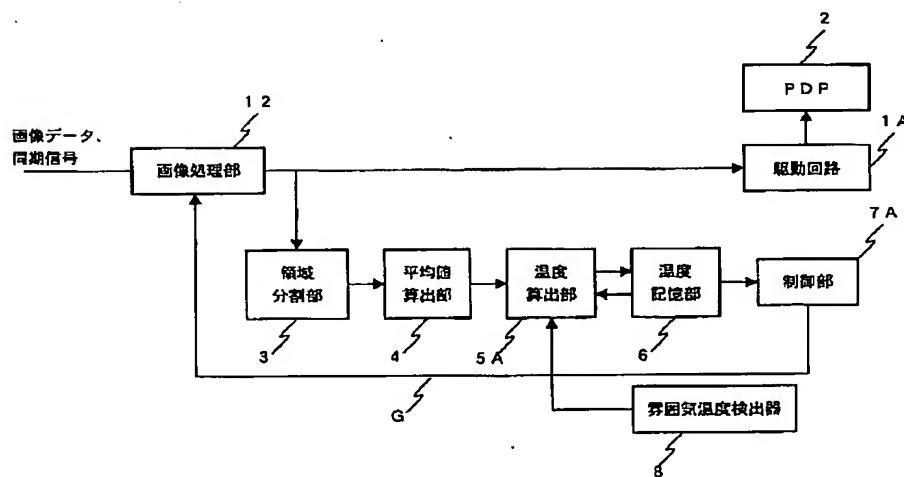 2
PDP
12
1A
画像データ、
同期信号
画像処理部
駆動回路
7A
領域
分割部
平均値
算出部
温度
算出部
温度
記憶部
制御部
3
4
5A
6
G
雰囲気温度検出器
8